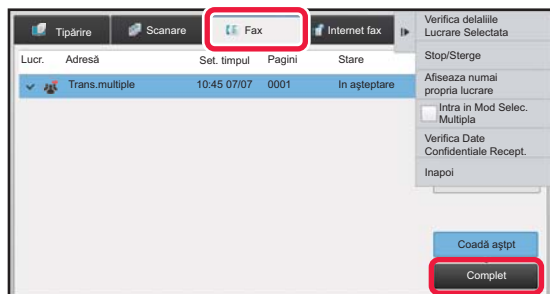 Tipărire
Scanare
Fax
Internet fax
Lucr.
Adresă
Set. timpul
Pagini
Stare
Trans.multiple
10:45 07/07
0001
In aşteptare
Verifica delaliile
Lucrare Selectata
Stop/Sterge
Afiseaza numai
propria lucrare
Intra in Mod Selec.
Multipla
Verifica Date
Confidentiale Recept.
Inapoi
Coadă aştpt
Complet